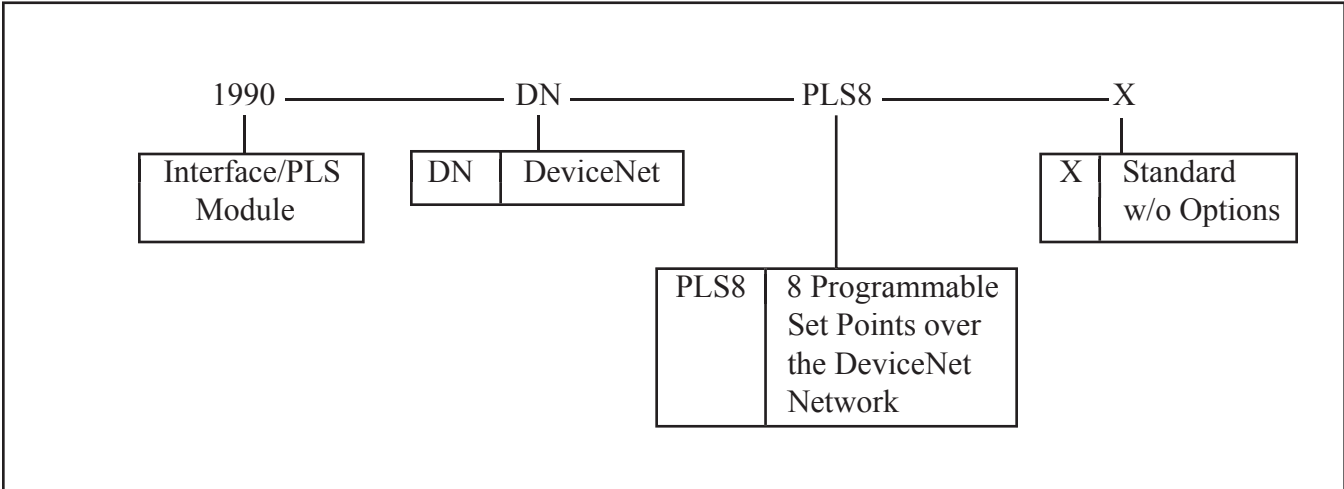 1990 DN PLS8 X
Interface/PLS
Module
DN DeviceNet
X Standard
w/o Options
PLS8 8 Programmable
Set Points over
the DeviceNet
Network